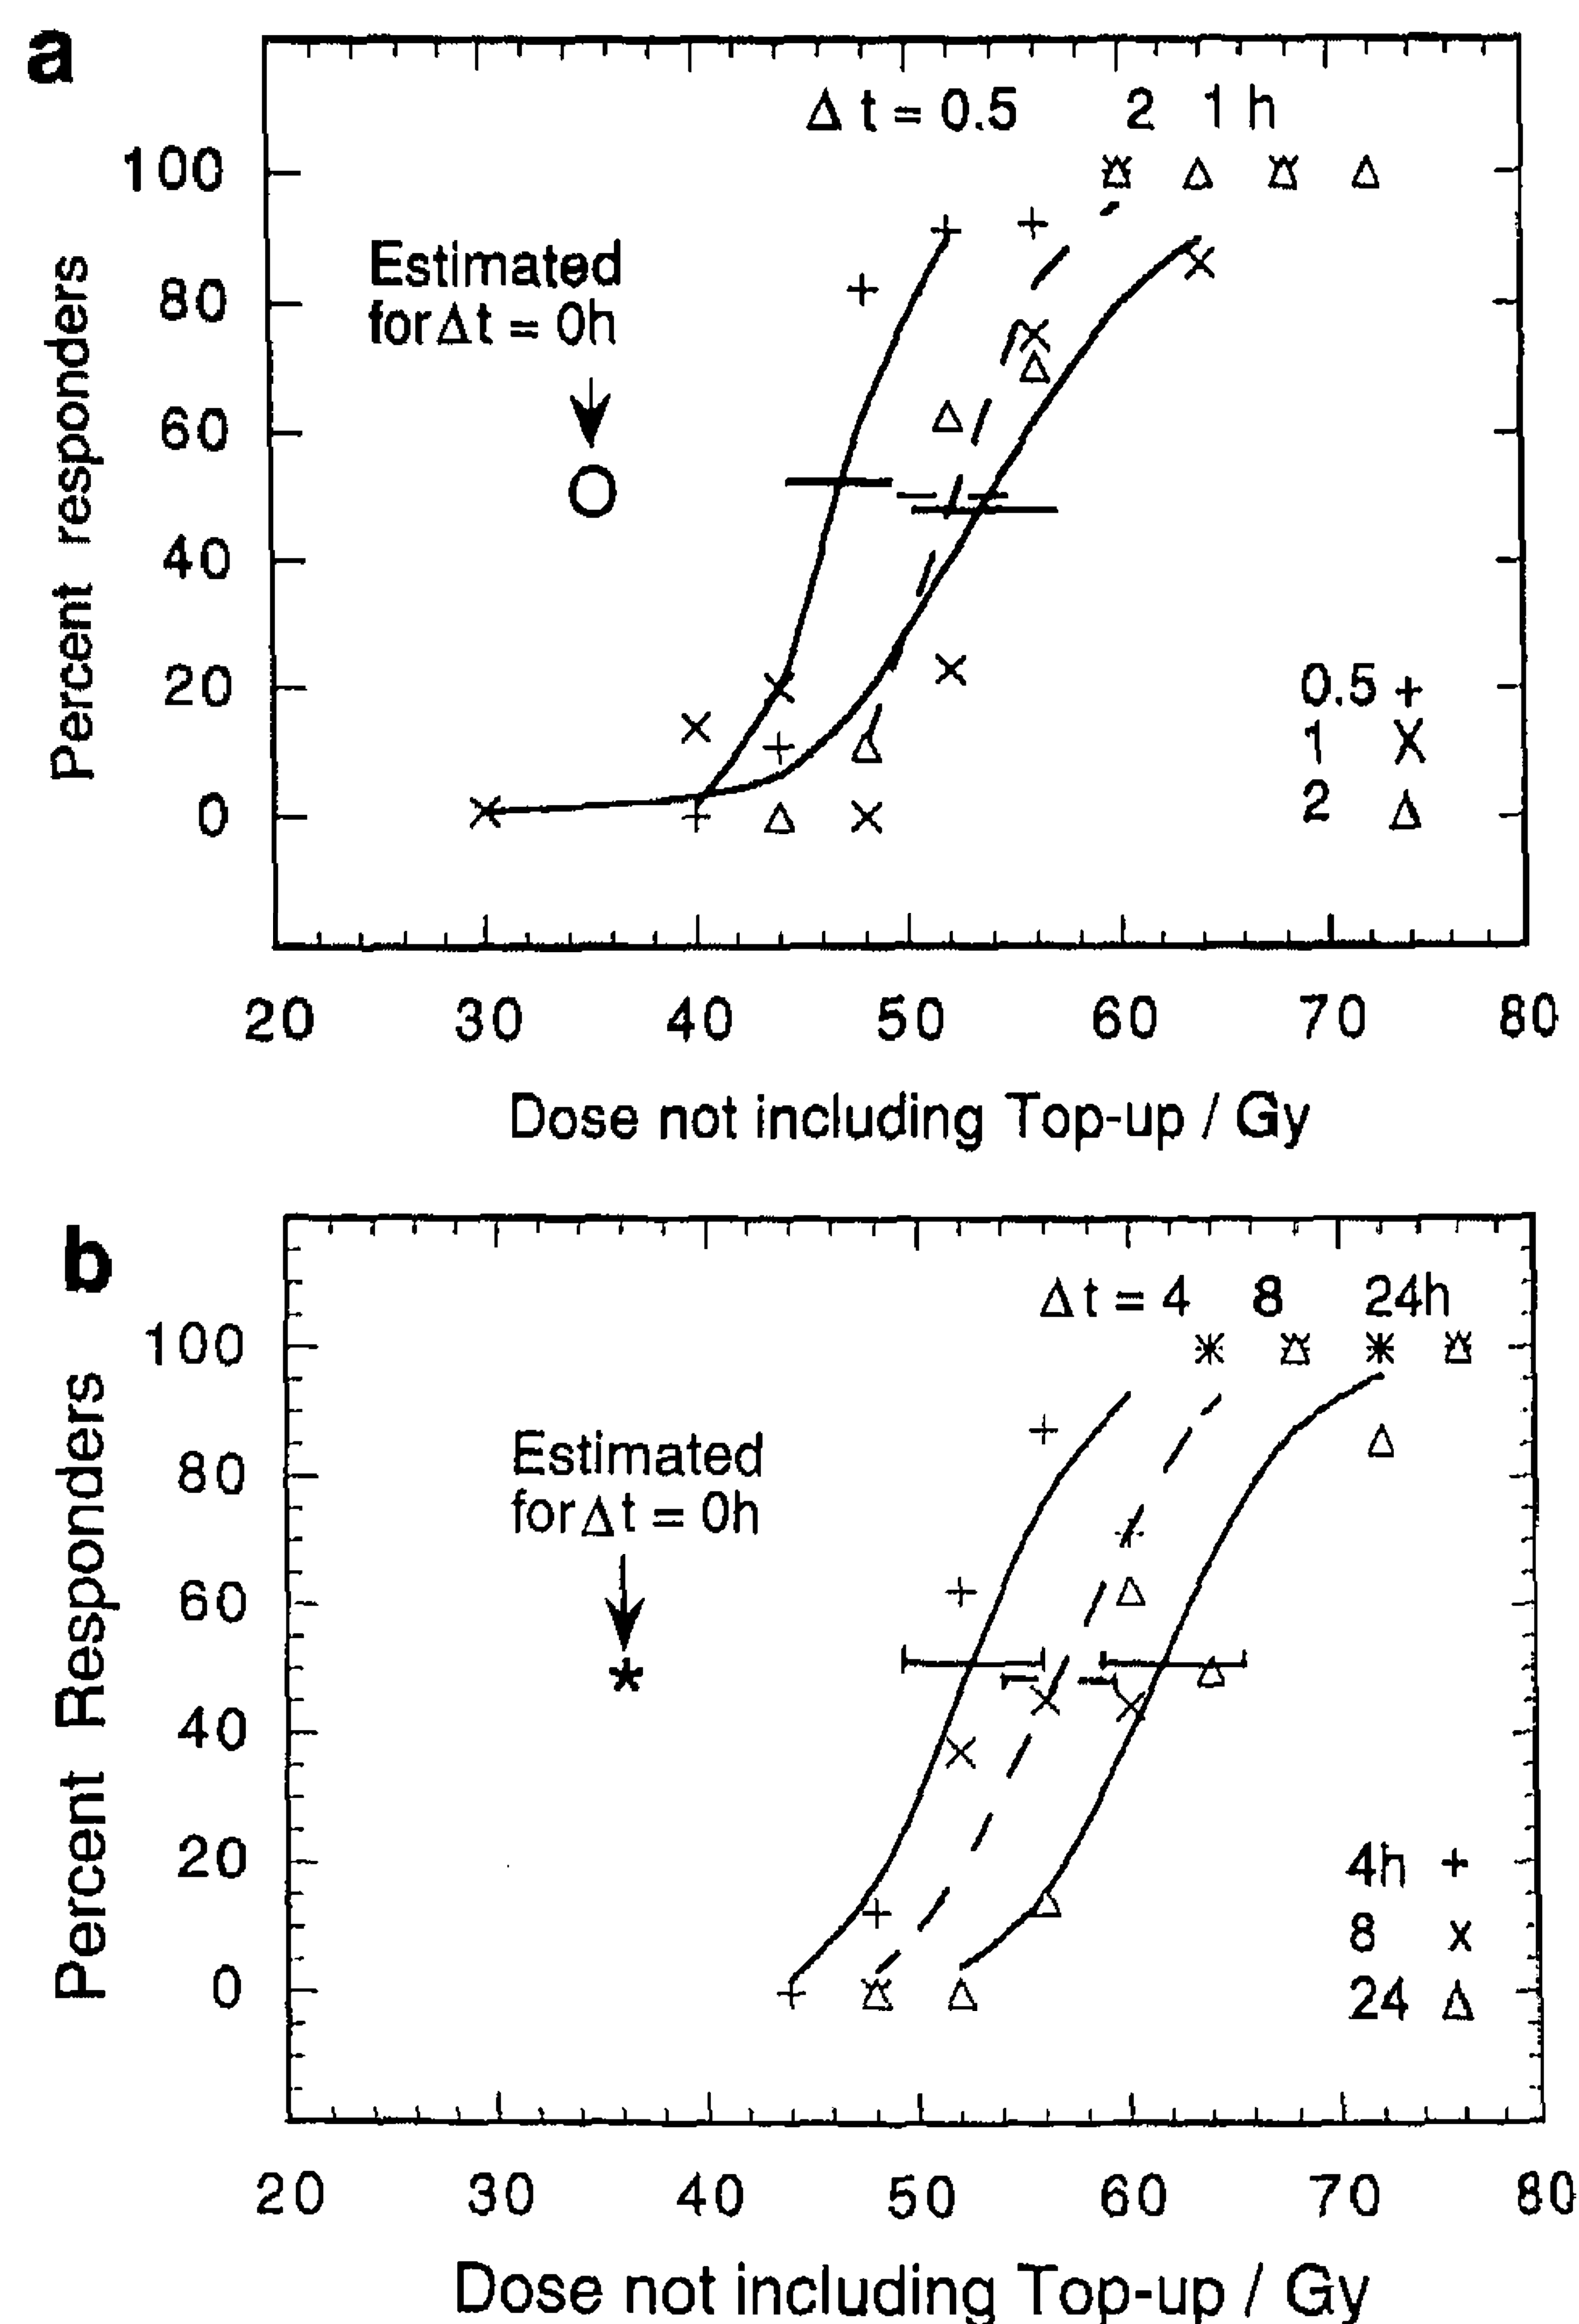 a
Δ t = 0.5 2 1 h
100
Estimated
for Δt = 0h
80
60
40
20
0
Percent responders
0.5 +
1 X
2 Δ
20 30 40 50 60 70 80
Dose not including Top-up / Gy
b
Δ t = 4 8 24h
100
Estimated
for Δt = 0h
80
60
40
20
0
Percent Responders
4h +
8 x
24 Δ
20 30 40 50 60 70 80
Dose not including Top-up / Gy